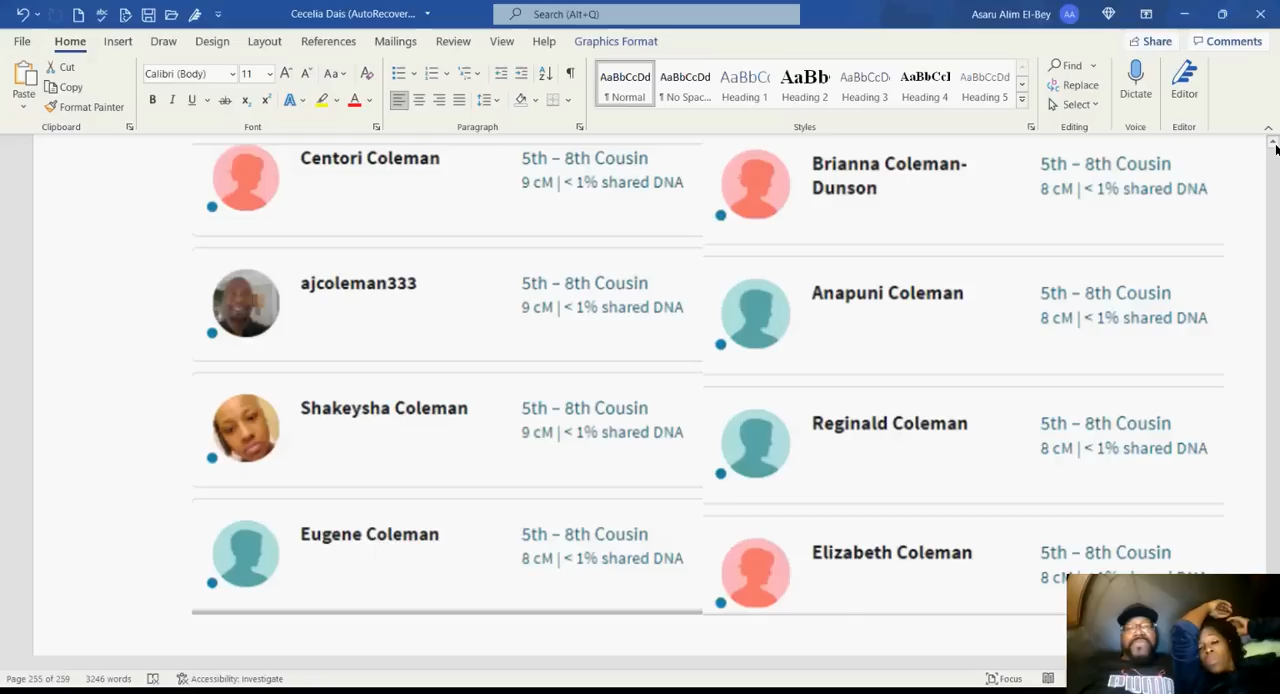 Cecelia Dais (AutoRecover...
Search (Alt+Q)
Asaru Alim El-Bey
AA
File
Home
Insert
Draw
Design
Layout
References
Mailings
Review
View
Help
Graphics Format
Share
Comments
Paste
Cut
Copy
Format Painter
Clipboard
Calibri (Body)
11
Font
Paragraph
AaBbCcDd
¶ Normal
AaBbCcDd
¶ No Spac...
AaBbCc
Heading 1
AaBb
Heading 2
AaBbCcDd
Heading 3
AaBbCcI
Heading 4
AaBbCcDd
Heading 5
Styles
Find
Replace
Select
Editing
Dictate
Voice
Editor
Editor
Centori Coleman
5th – 8th Cousin
9 cM | < 1% shared DNA
ajcoleman333
5th – 8th Cousin
9 cM | < 1% shared DNA
Shakeysha Coleman
5th – 8th Cousin
9 cM | < 1% shared DNA
Eugene Coleman
5th – 8th Cousin
8 cM | < 1% shared DNA
Brianna Coleman-
Dunson
5th – 8th Cousin
8 cM | < 1% shared DNA
Anapuni Coleman
5th – 8th Cousin
8 cM | < 1% shared DNA
Reginald Coleman
5th – 8th Cousin
8 cM | < 1% shared DNA
Elizabeth Coleman
5th – 8th Cousin
8 cM | < 1% shared DNA
Page 255 of 259
3246 words
Accessibility: Investigate
Focus